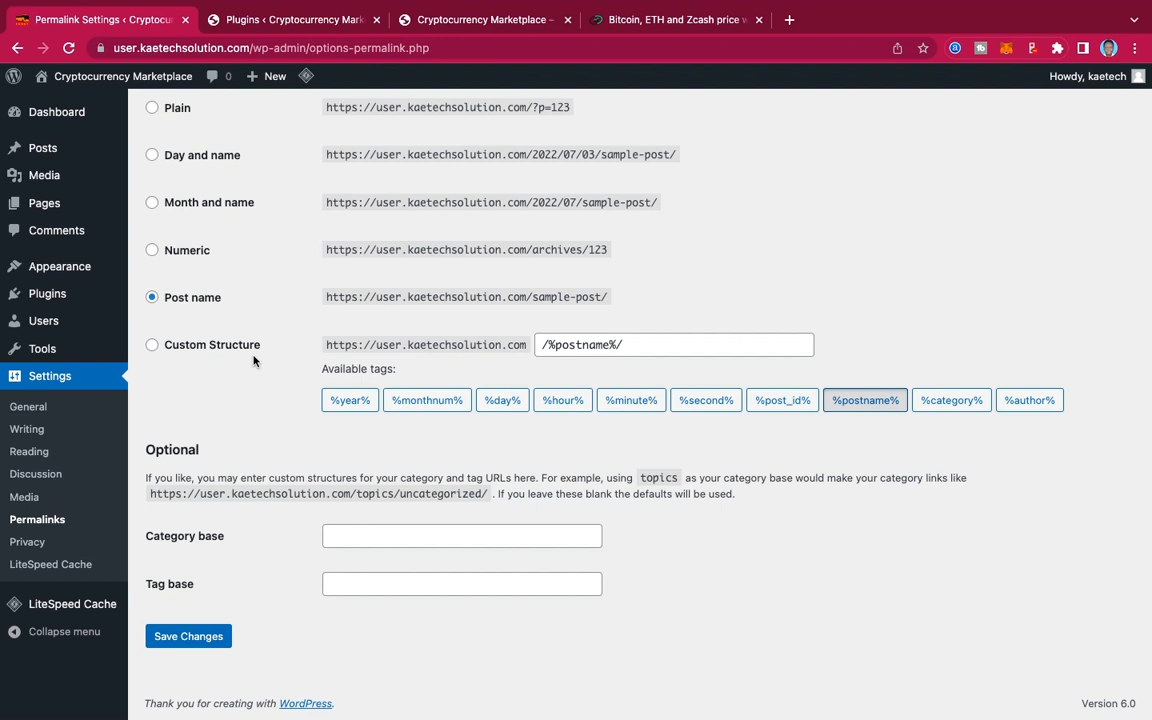 Permalink Settings ‹ Cryptocur
Plugins ‹ Cryptocurrency Mark
Cryptocurrency Marketplace –
Bitcoin, ETH and Zcash price w
user.kaetechsolution.com/wp-admin/options-permalink.php
Cryptocurrency Marketplace
0
New
Howdy, kaetech
Dashboard
Posts
Media
Pages
Comments
Appearance
Plugins
Users
Tools
Settings
General
Writing
Reading
Discussion
Media
Permalinks
Privacy
LiteSpeed Cache
LiteSpeed Cache
Collapse menu
Plain https://user.kaetechsolution.com/?p=123
Day and name https://user.kaetechsolution.com/2022/07/03/sample-post/
Month and name https://user.kaetechsolution.com/2022/07/sample-post/
Numeric https://user.kaetechsolution.com/archives/123
Post name https://user.kaetechsolution.com/sample-post/
Custom Structure https://user.kaetechsolution.com /%postname%/
Available tags:
%year% %monthnum% %day% %hour% %minute% %second% %post_id% %postname% %category% %author%
Optional
If you like, you may enter custom structures for your category and tag URLs here. For example, using topics as your category base would make your category links like
https://user.kaetechsolution.com/topics/uncategorized/ . If you leave these blank the defaults will be used.
Category base
Tag base
Save Changes
Thank you for creating with WordPress.
Version 6.0